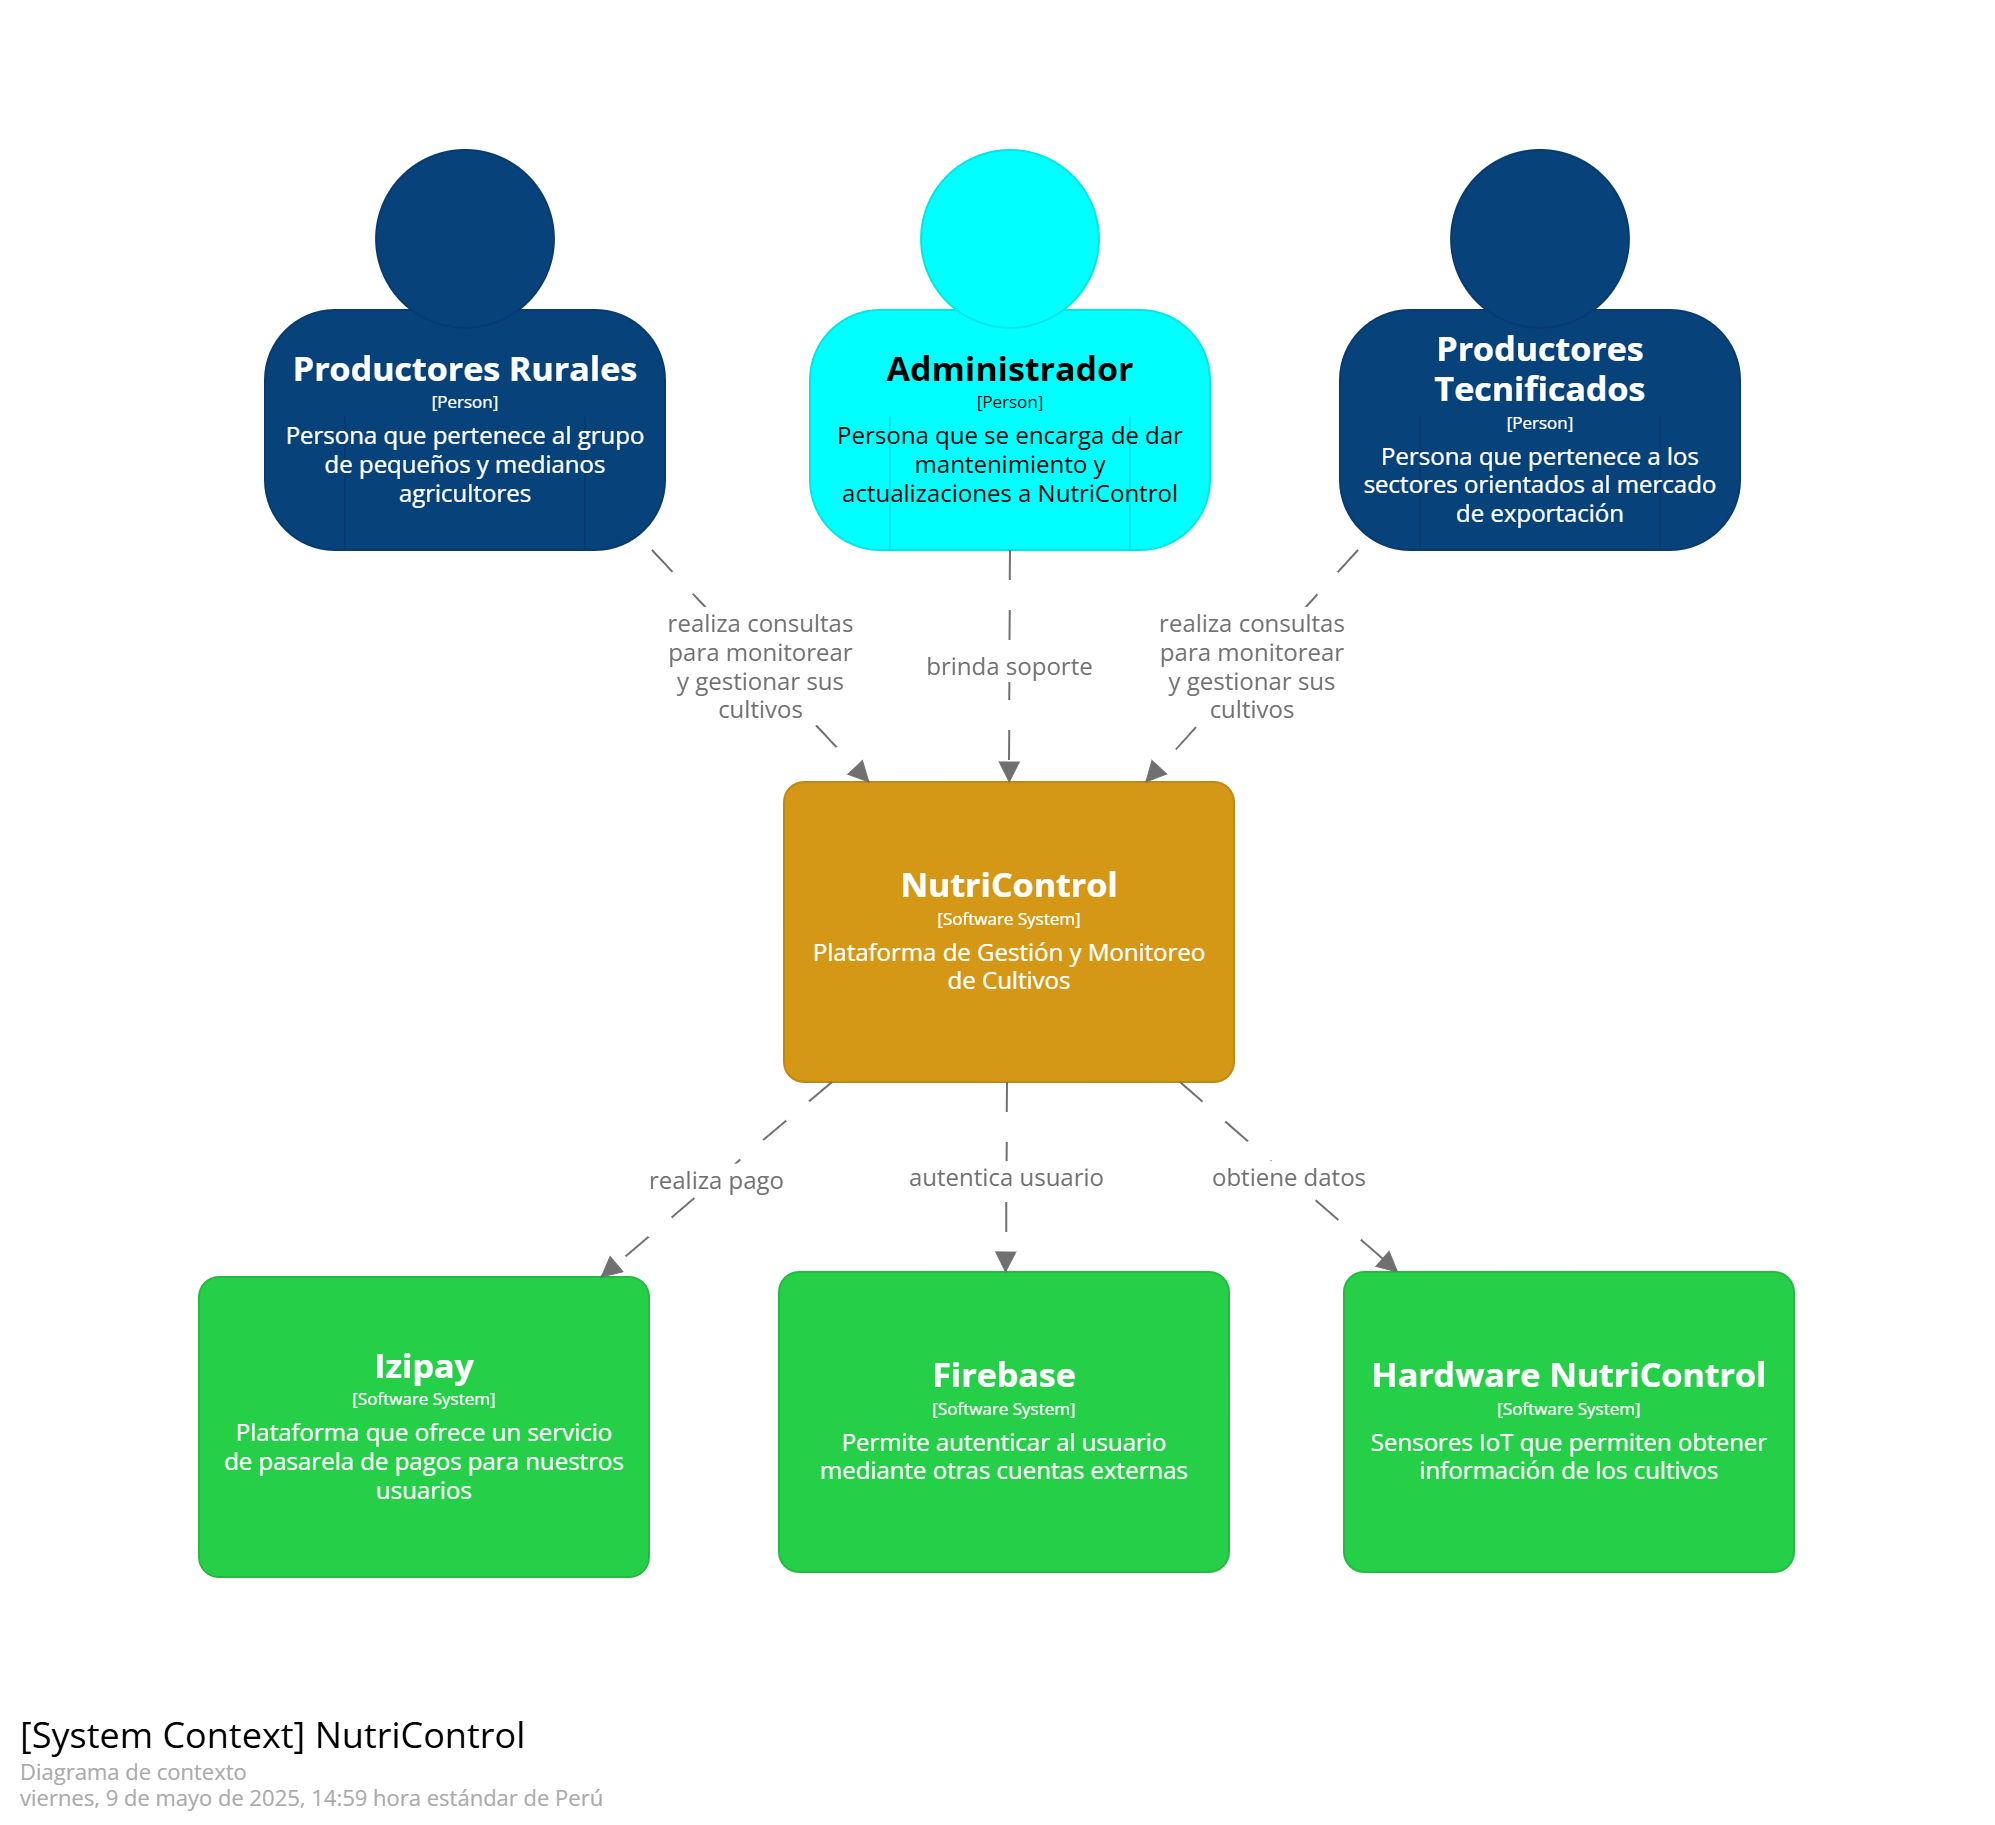 Productores Rurales
[Person]
Persona que pertenece al grupo
de pequeños y medianos
agricultores
Administrador
[Person]
Persona que se encarga de dar
mantenimiento y
actualizaciones a NutriControl
Productores
Tecnificados
[Person]
Persona que pertenece a los
sectores orientados al mercado
de exportación
realiza consultas
para monitorear
y gestionar sus
cultivos
brinda soporte
realiza consultas
para monitorear
y gestionar sus
cultivos
NutriControl
[Software System]
Plataforma de Gestión y Monitoreo
de Cultivos
realiza pago
autentica usuario
obtiene datos
Izipay
[Software System]
Plataforma que ofrece un servicio
de pasarela de pagos para nuestros
usuarios
Firebase
[Software System]
Permite autenticar al usuario
mediante otras cuentas externas
Hardware NutriControl
[Software System]
Sensores IoT que permiten obtener
información de los cultivos
[System Context] NutriControl
Diagrama de contexto
viernes, 9 de mayo de 2025, 14:59 hora estándar de Perú